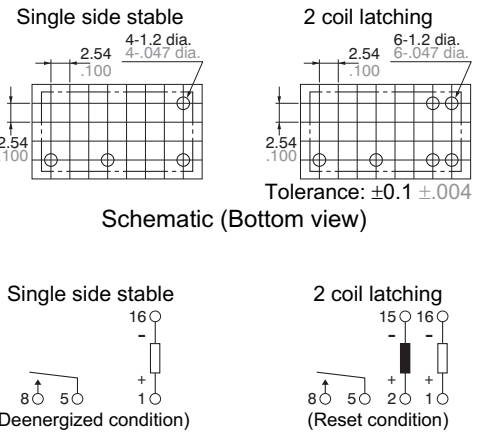 Single side stable
2 coil latching
4-1.2 dia.
4-.047 dia.
2.54
.100
2.54
.100
6-1.2 dia.
6-.047 dia.
2.54
.100
2.54
.100
Tolerance: ±0.1 ±.004
Schematic (Bottom view)
Single side stable
2 coil latching
16
-
+
8 5 1
Deenergized condition)
15 16
- -
+ +
8 5 2 1
(Reset condition)